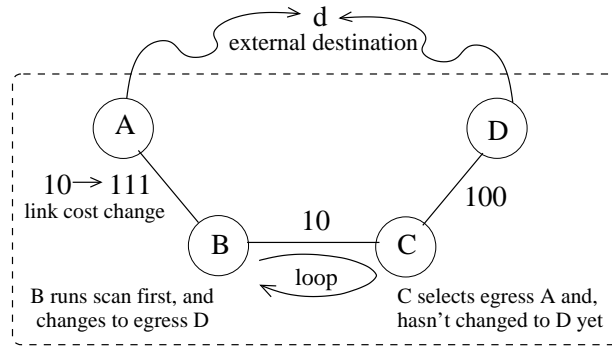 d
external destination
A
D
10→111
link cost change
100
10
B
C
loop
B runs scan first, and
changes to egress D
C selects egress A and,
hasn't changed to D yet